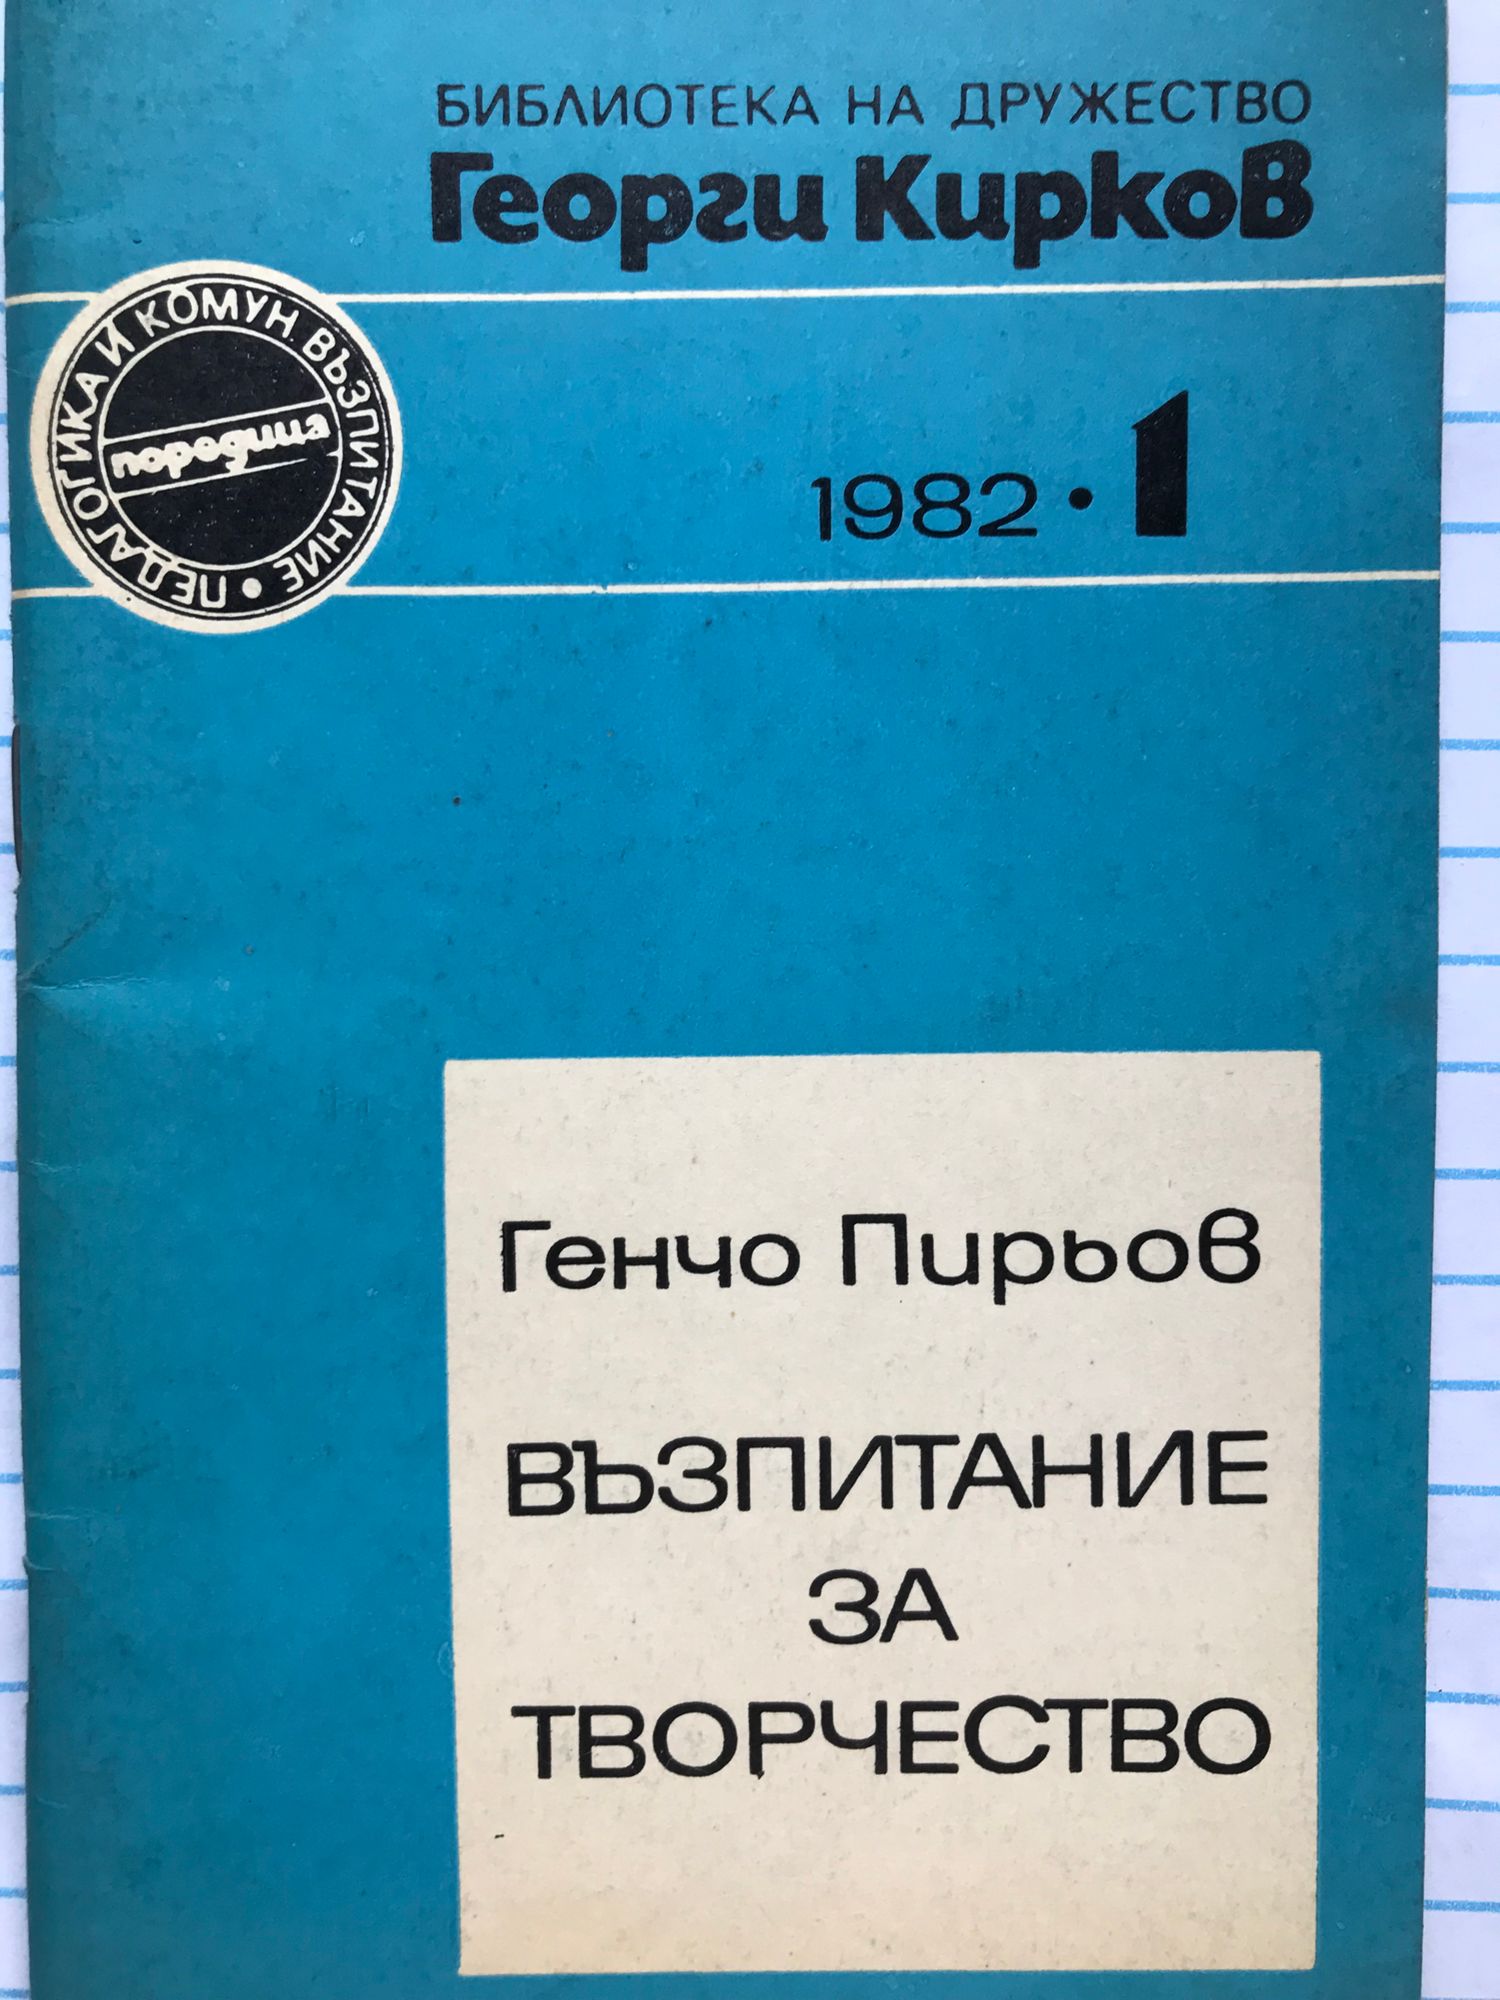 БИБЛИОТЕКА НА ДРУЖЕСТВО
Георги Кирков
ПЕДАГОГИКА И КОМУН. ВЪЗПИТАНИЕ •
поредица
1982 • 1
Генчо Пирьов
ВЪЗПИТАНИЕ
ЗА
ТВОРЧЕСТВО